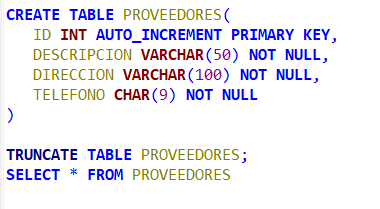 CREATE TABLE PROVEEDORES(
ID INT AUTO_INCREMENT PRIMARY KEY,
DESCRIPCION VARCHAR(50) NOT NULL,
DIRECCION VARCHAR(100) NOT NULL,
TELEFONO CHAR(9) NOT NULL
)
TRUNCATE TABLE PROVEEDORES;
SELECT * FROM PROVEEDORES